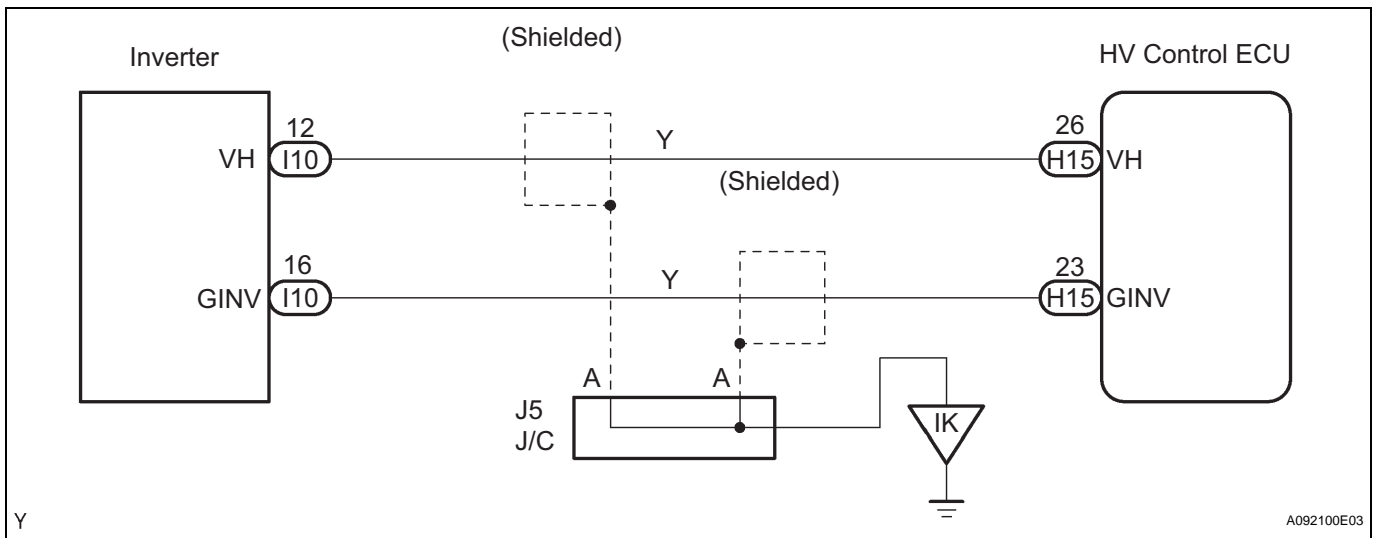 (Shielded)
Inverter
HV Control ECU
12
26
VH
I10
Y
H15
VH
(Shielded)
16
23
GINV
I10
Y
H15
GINV
A
A
J5
J/C
IK
Y
A092100E03